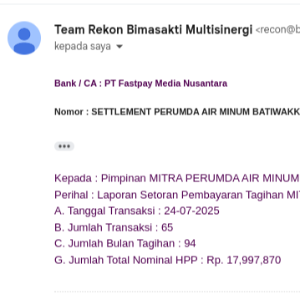 Team Rekon Bimasakti Multisinergi <recon@b
kepada saya
Bank / CA : PT Fastpay Media Nusantara
Nomor : SETTLEMENT PERUMDA AIR MINUM BATIWAKK
Kepada : Pimpinan MITRA PERUMDA AIR MINUM
Perihal : Laporan Setoran Pembayaran Tagihan MI
A. Tanggal Transaksi : 24-07-2025
B. Jumlah Transaksi : 65
C. Jumlah Bulan Tagihan : 94
G. Jumlah Total Nominal HPP : Rp. 17,997,870